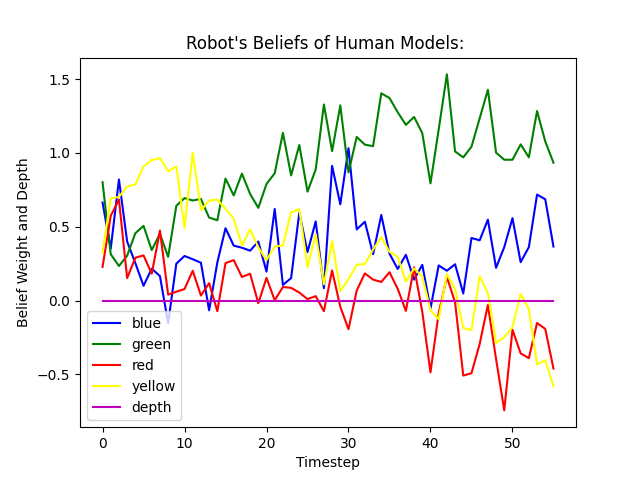 Robot's Beliefs of Human Models:
Belief Weight and Depth
1.5
1.0
0.5
0.0
−0.5
blue
green
red
yellow
depth
0 10 20 30 40 50
Timestep